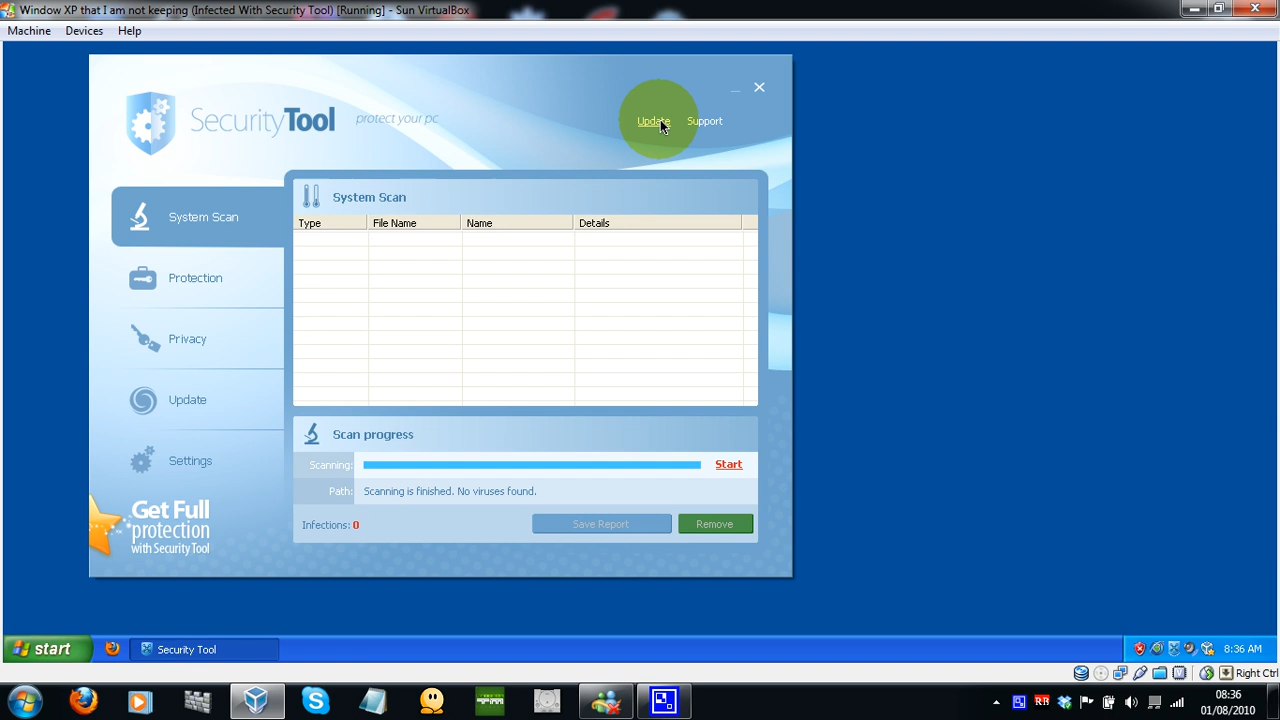 Window XP that I am not keeping (Infected With Security Tool) [Running] - Sun VirtualBox
Machine Devices Help
SecurityTool protect your pc
Update Support
System Scan
Protection
Privacy
Update
Settings
Get Full
protection
with Security Tool
System Scan
Type File Name Name Details
Scan progress
Scanning: Start
Path: Scanning is finished. No viruses found.
Infections: 0 Save Report Remove
start Security Tool 8:36 AM
Right Ctrl
08:36
01/08/2010